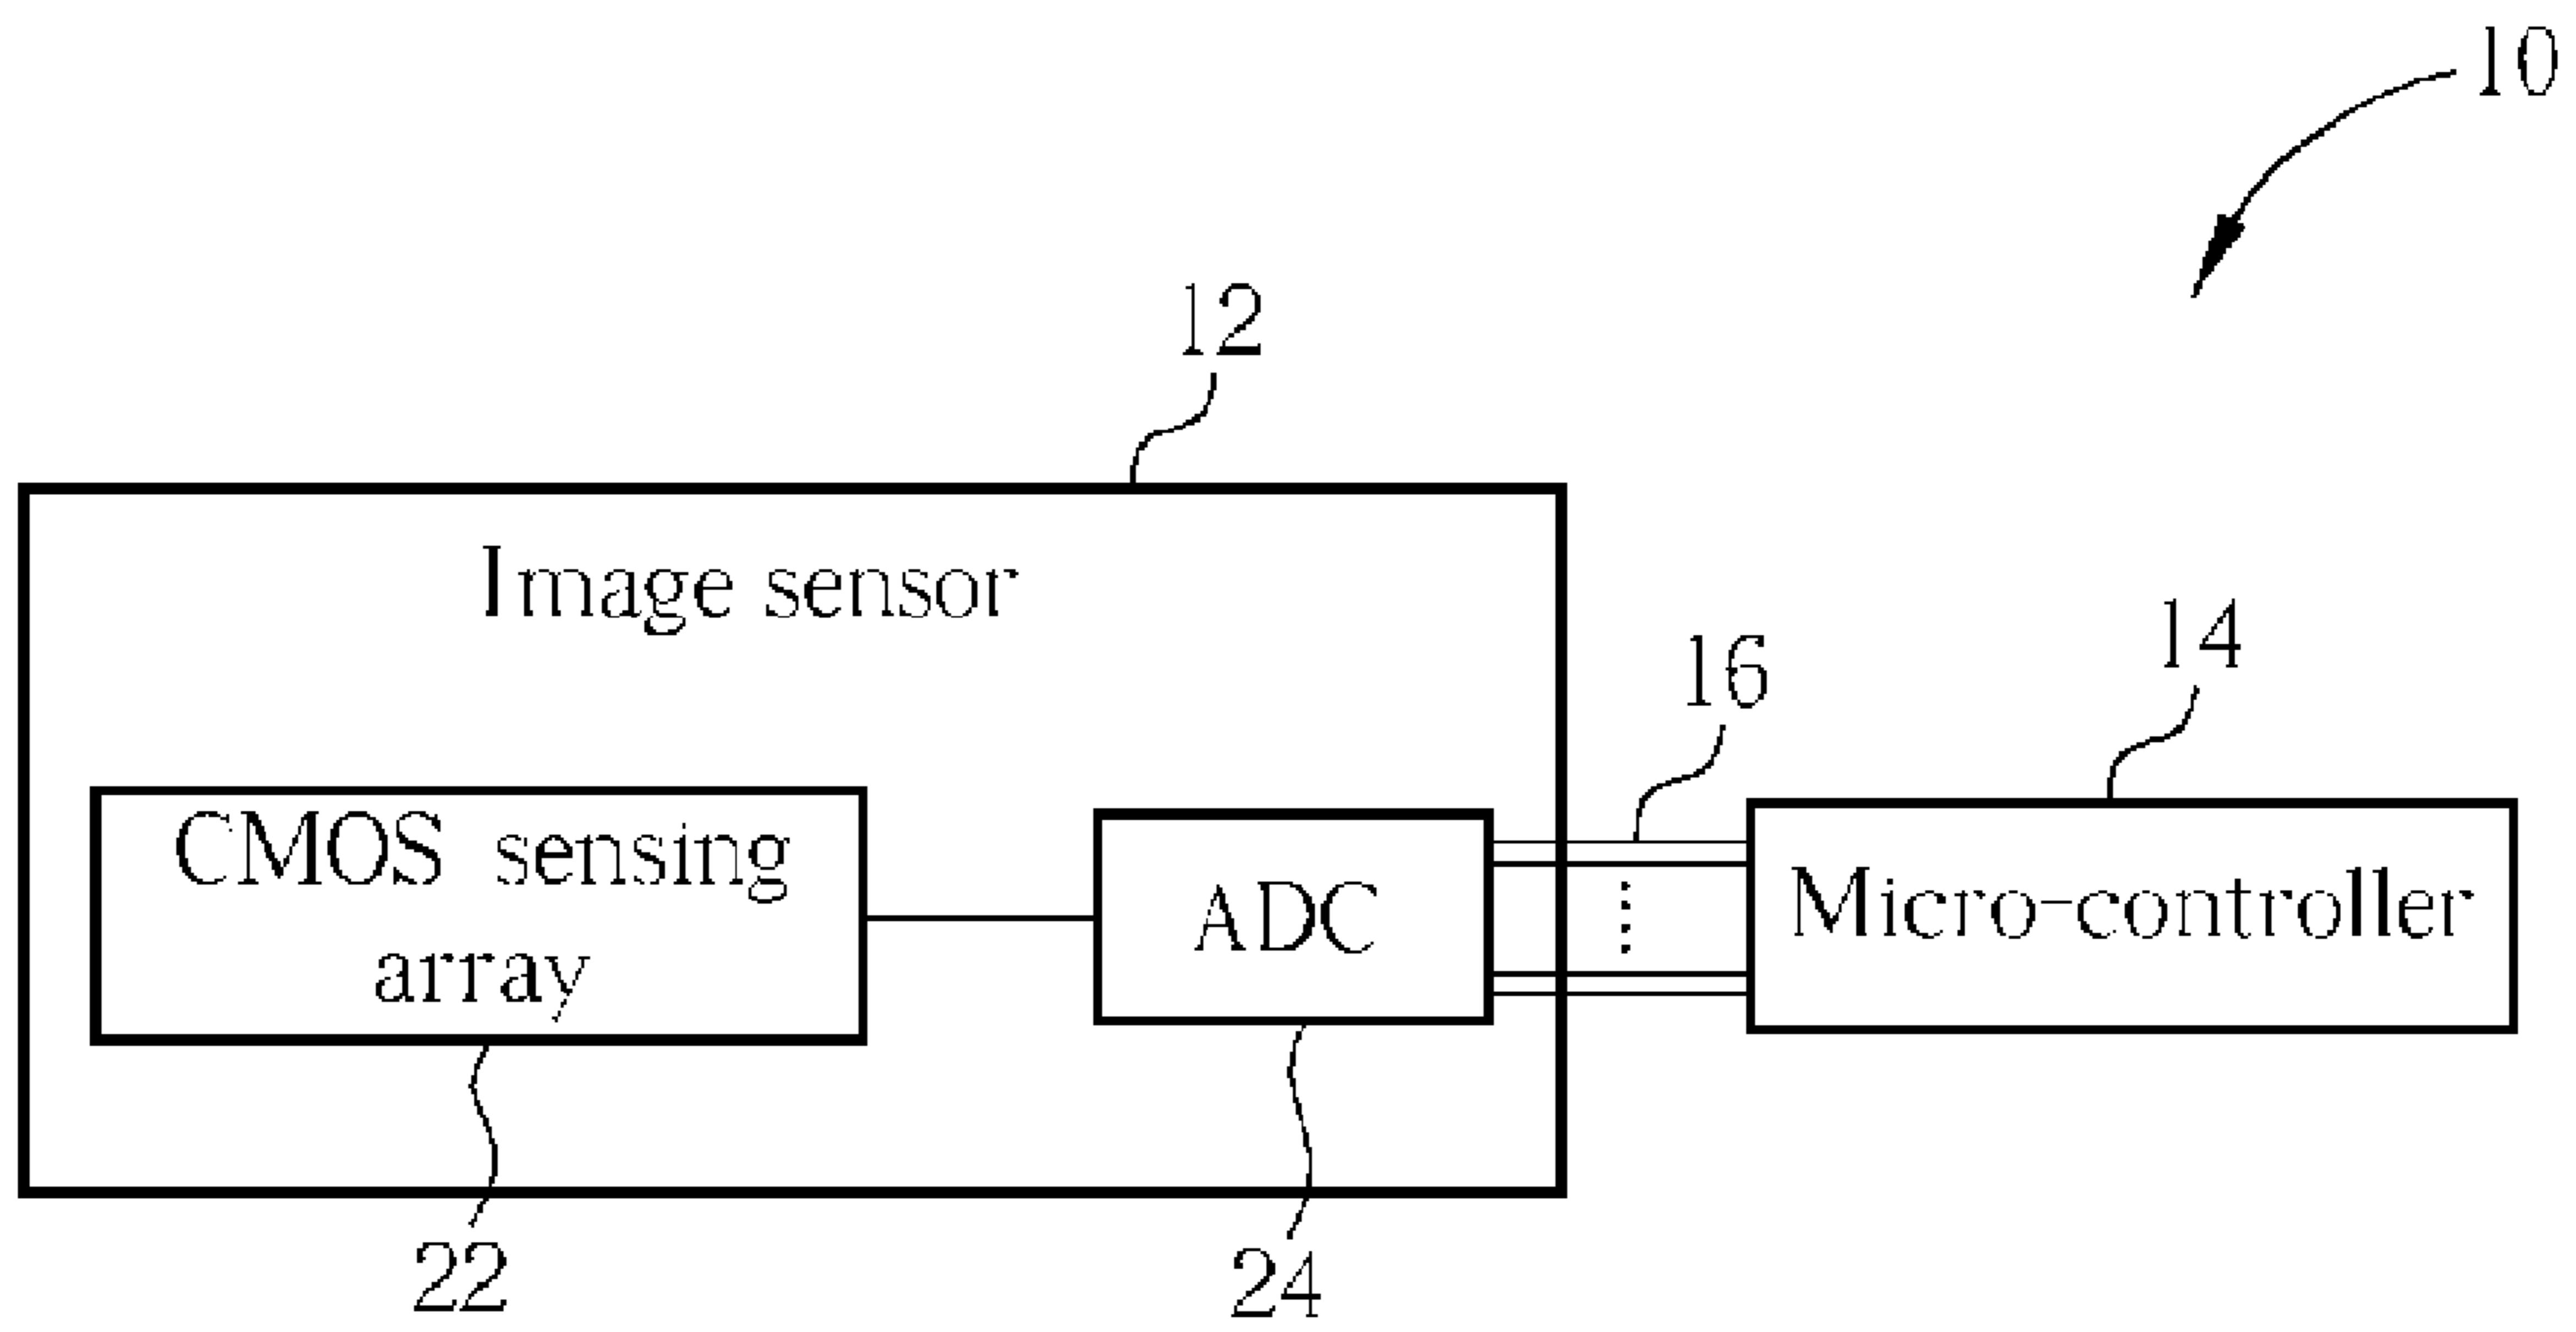 10
12
Image sensor
16
14
CMOS sensing
array
ADC
Micro-controller
22
24